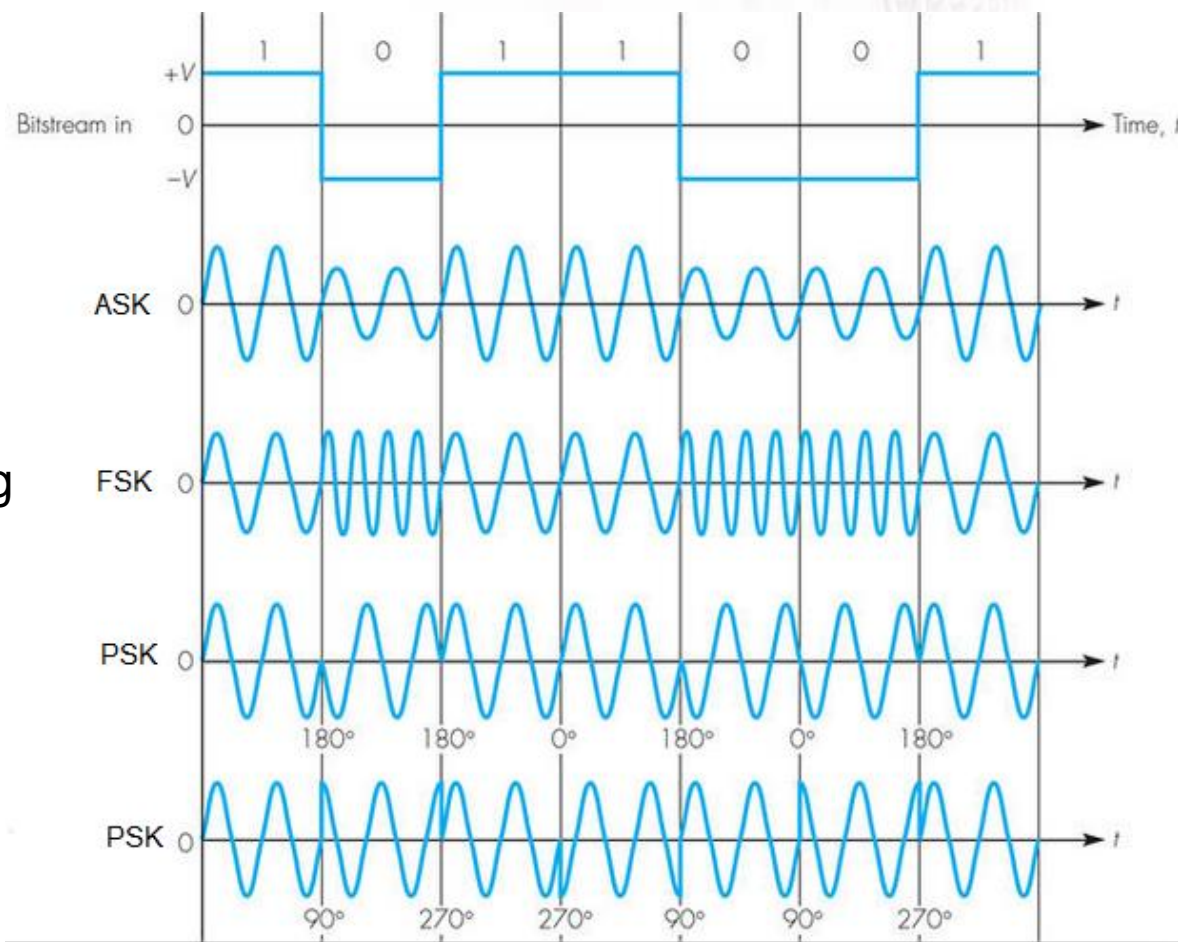 1 0 1 1 0 0 1
+V
Bitstream in 0 Time, t
–V
ASK 0 t
g
FSK 0 t
PSK 0 t
180° 180° 0° 180° 0° 180°
PSK 0 t
90° 270° 270° 90° 90° 270°